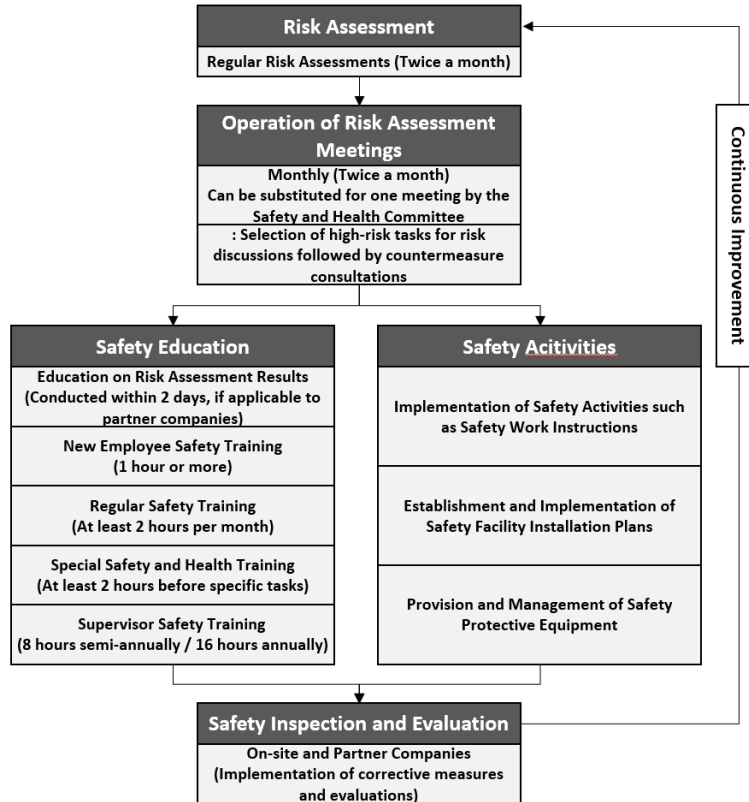 Risk Assessment
Regular Risk Assessments (Twice a month)
Operation of Risk Assessment
Meetings
Monthly (Twice a month)
Can be substituted for one meeting by the
Safety and Health Committee
: Selection of high-risk tasks for risk
discussions followed by countermeasure
consultations
Safety Education
Education on Risk Assessment Results
(Conducted within 2 days, if applicable to
partner companies)
New Employee Safety Training
(1 hour or more)
Regular Safety Training
(At least 2 hours per month)
Special Safety and Health Training
(At least 2 hours before specific tasks)
Supervisor Safety Training
(8 hours semi-annually / 16 hours annually)
Safety Acitivities
Implementation of Safety Activities such
as Safety Work Instructions
Establishment and Implementation of
Safety Facility Installation Plans
Provision and Management of Safety
Protective Equipment
Safety Inspection and Evaluation
On-site and Partner Companies
(Implementation of corrective measures
and evaluations)
Continuous Improvement